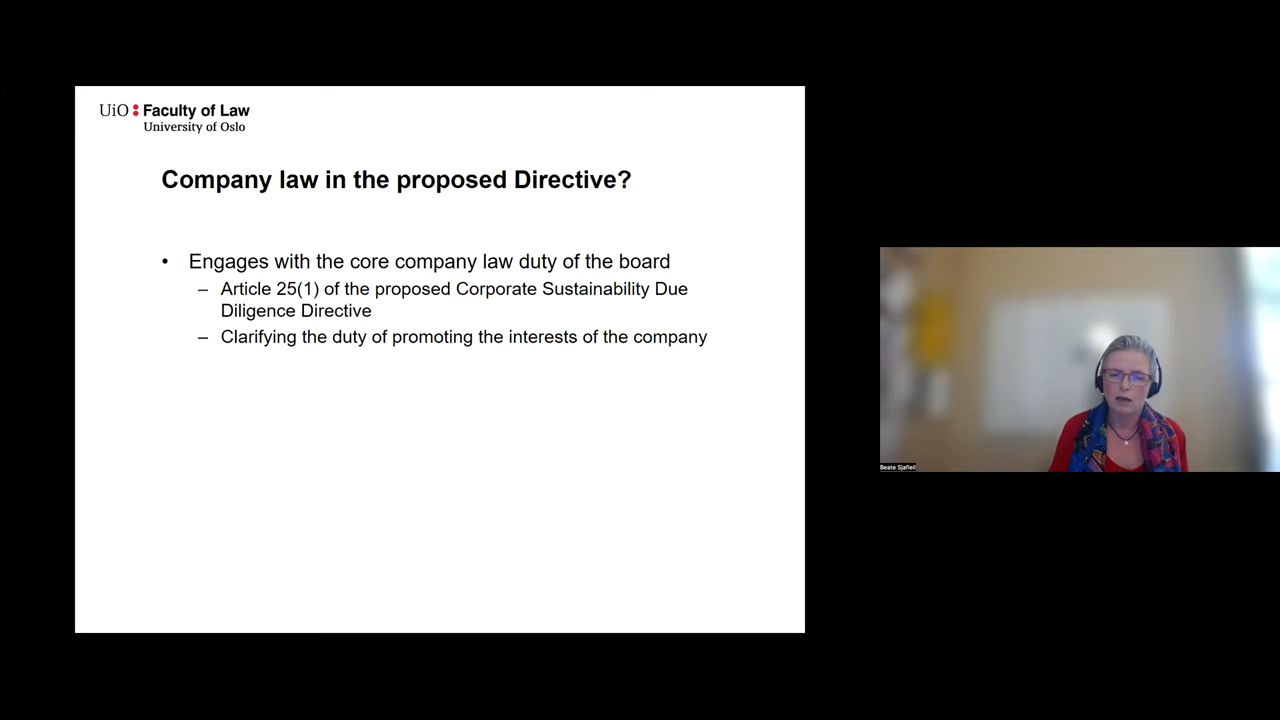 UiO : Faculty of Law
University of Oslo
Company law in the proposed Directive?
• Engages with the core company law duty of the board
– Article 25(1) of the proposed Corporate Sustainability Due
Diligence Directive
– Clarifying the duty of promoting the interests of the company
Beate Sjåfjell